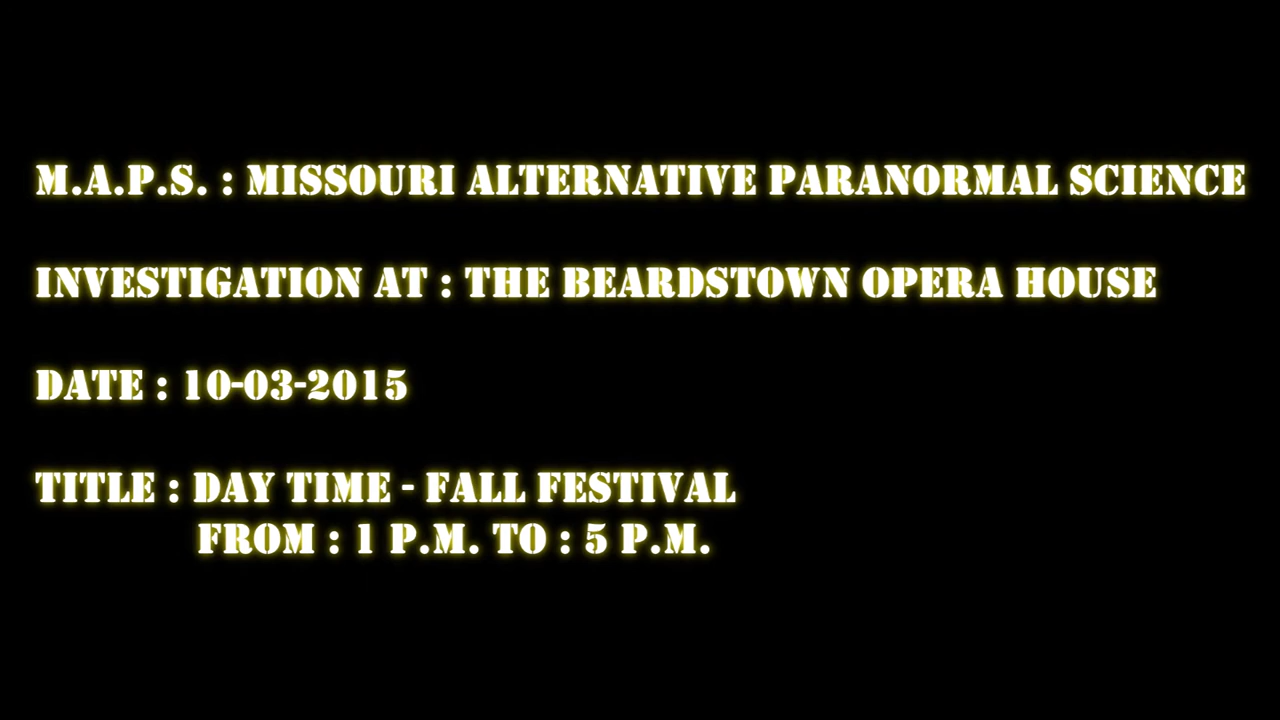 M.A.P.S. : MISSOURI ALTERNATIVE PARANORMAL SCIENCE
INVESTIGATION AT : THE BEARDSTOWN OPERA HOUSE
DATE : 10-03-2015
TITLE : DAY TIME - FALL FESTIVAL
FROM : 1 P.M. TO : 5 P.M.